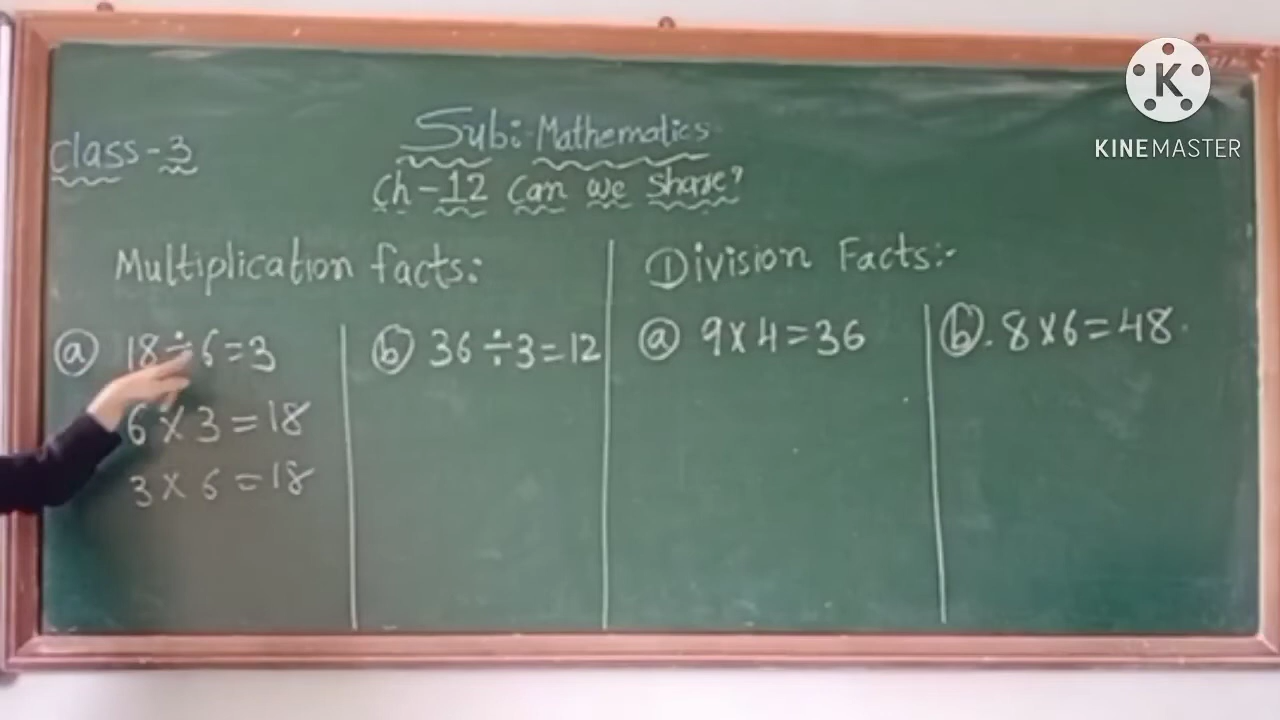 Class-3
Sub:-Mathematics
Ch-12 Can we share?
Multiplication facts:
ⓐ 18÷6=3
6×3=18
3×6=18
ⓑ 36÷3=12
Division Facts:-
ⓐ 9×4=36
ⓑ. 8×6=48.
K
KINEMASTER